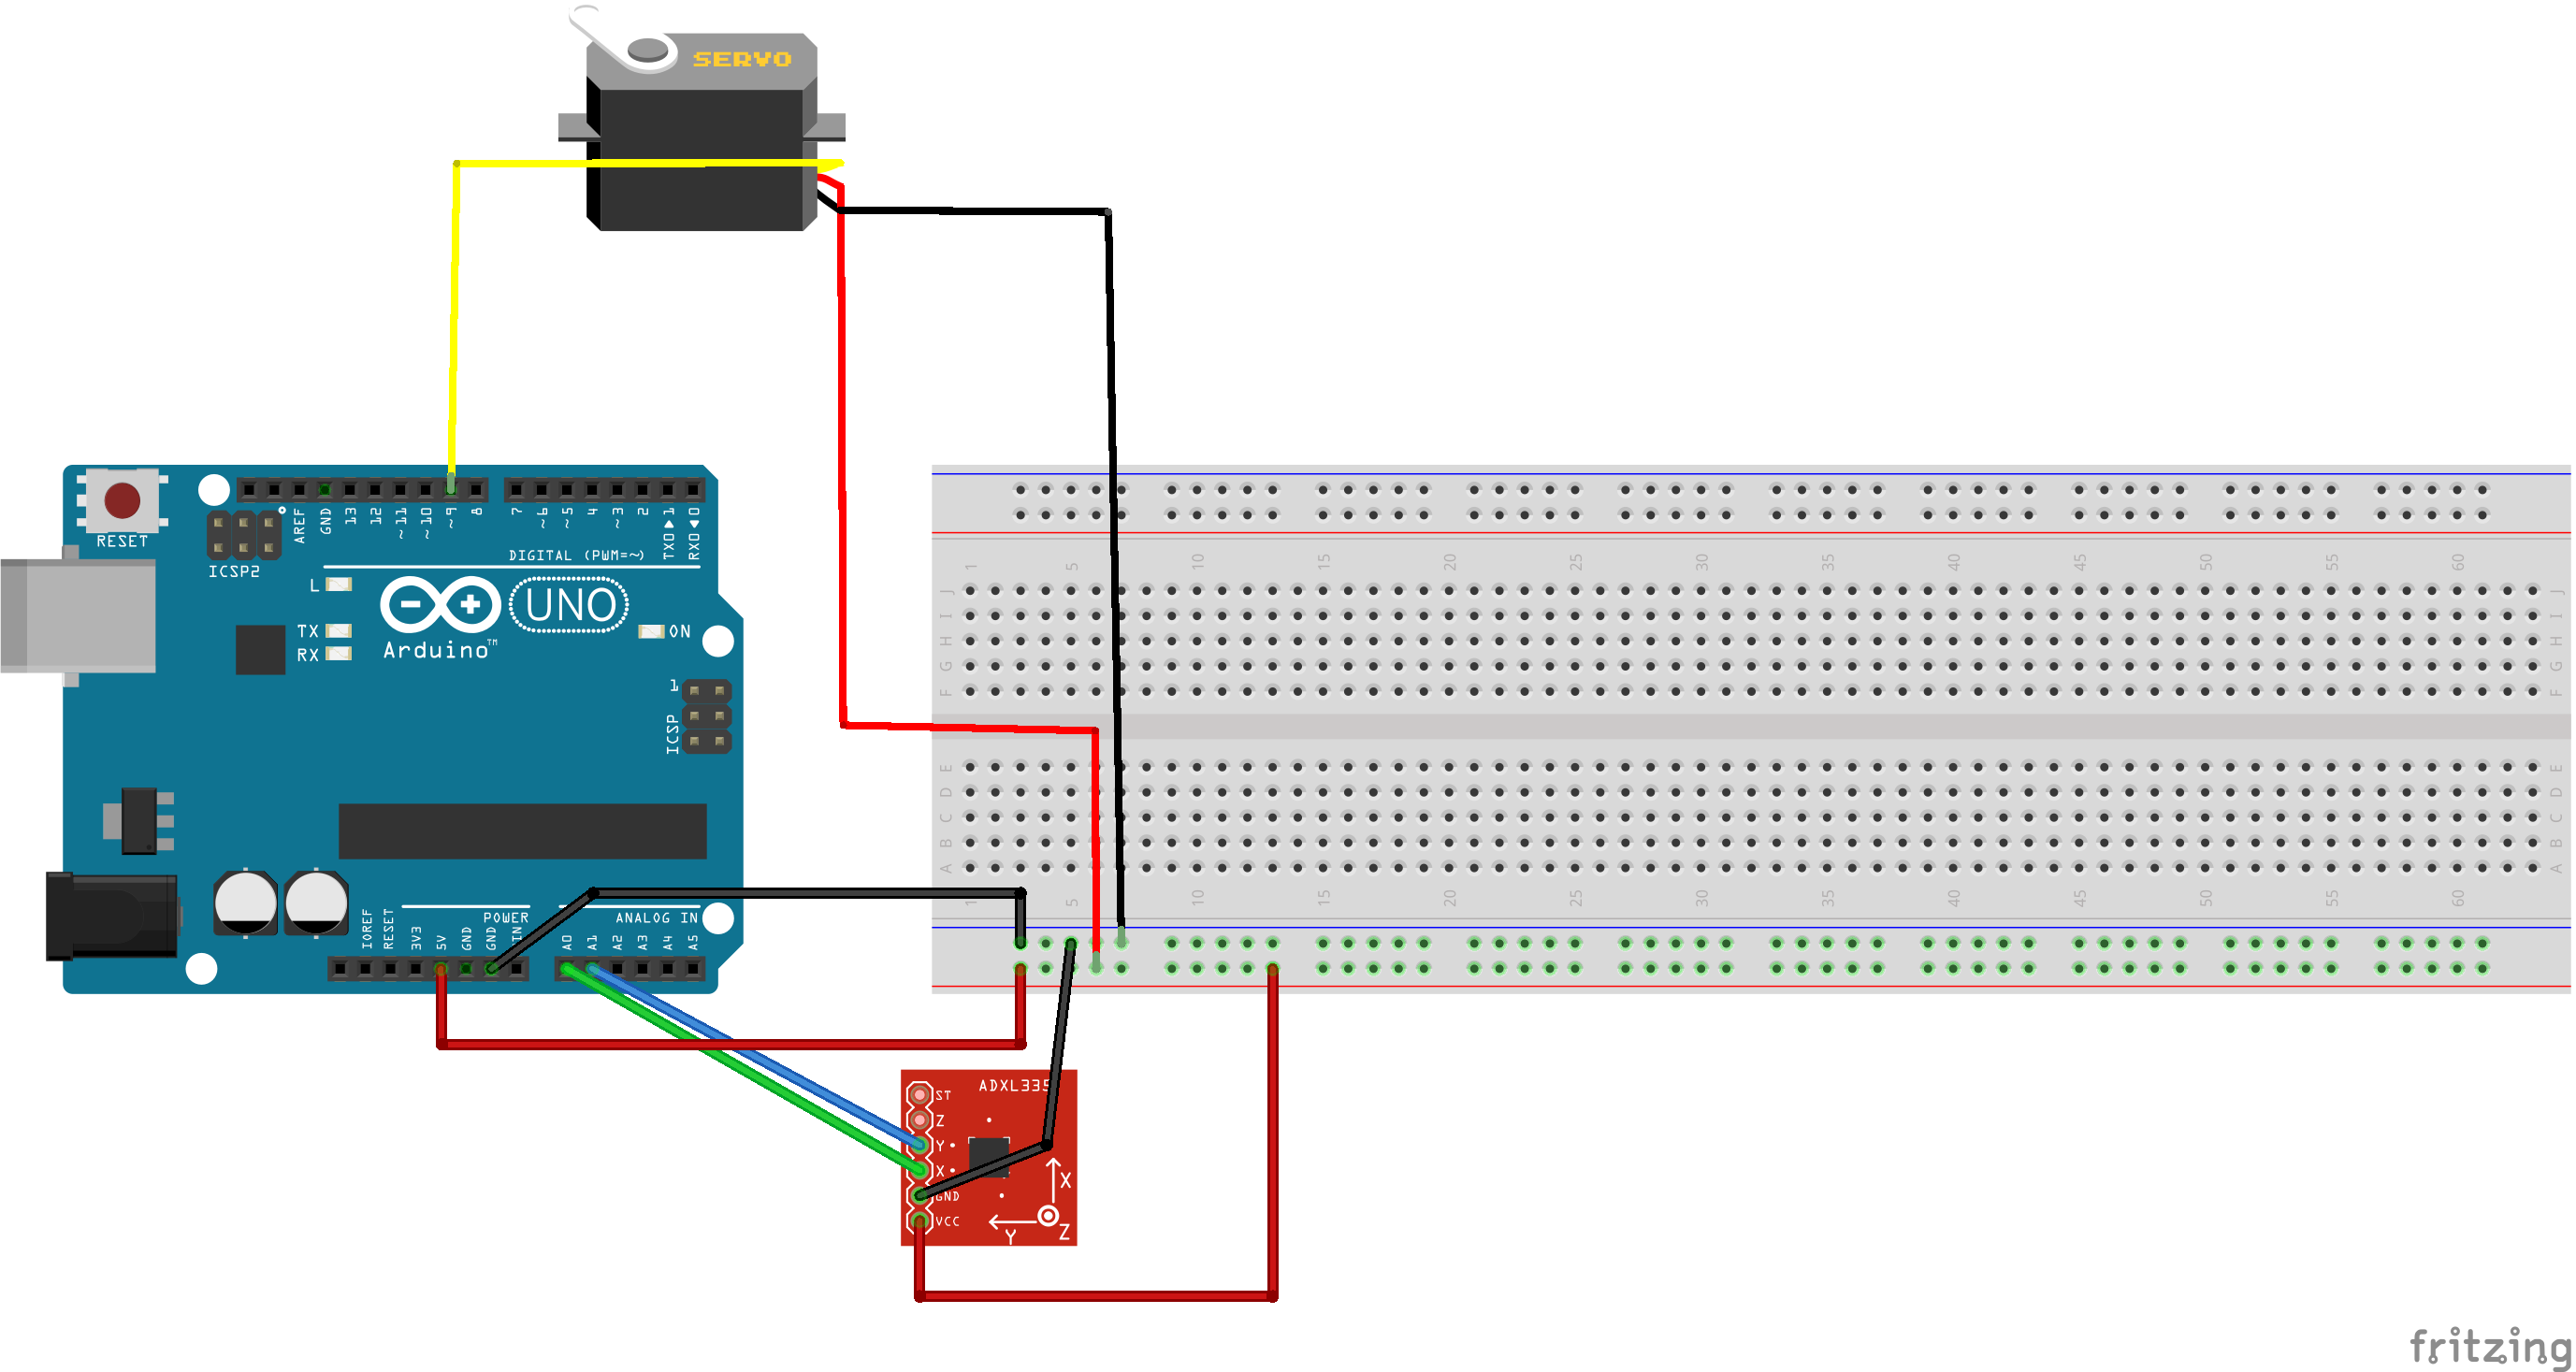 SERVO
RESET
ICSP2
AREF
GND
13
12
~11
~10
~9
8
7
~6
~5
4
~3
2
TX0 1
RX0 0
DIGITAL (PWM=~)
L
TX
RX
- +
UNO
Arduino™
ON
1
ICSP
IOREF
RESET
3V3
5V
GND
GND
POWER
ANALOG IN
A0
A1
A2
A3
A4
A5
1 5 10 15 20 25 30 35 40 45 50 55 60
J J
I I
H H
G G
F F
E E
D D
C C
B B
A A
1 5 10 15 20 25 30 35 40 45 50 55 60
ADXL335
ST
Z
Y
X
GND
VCC
X
Y
Z
fritzing